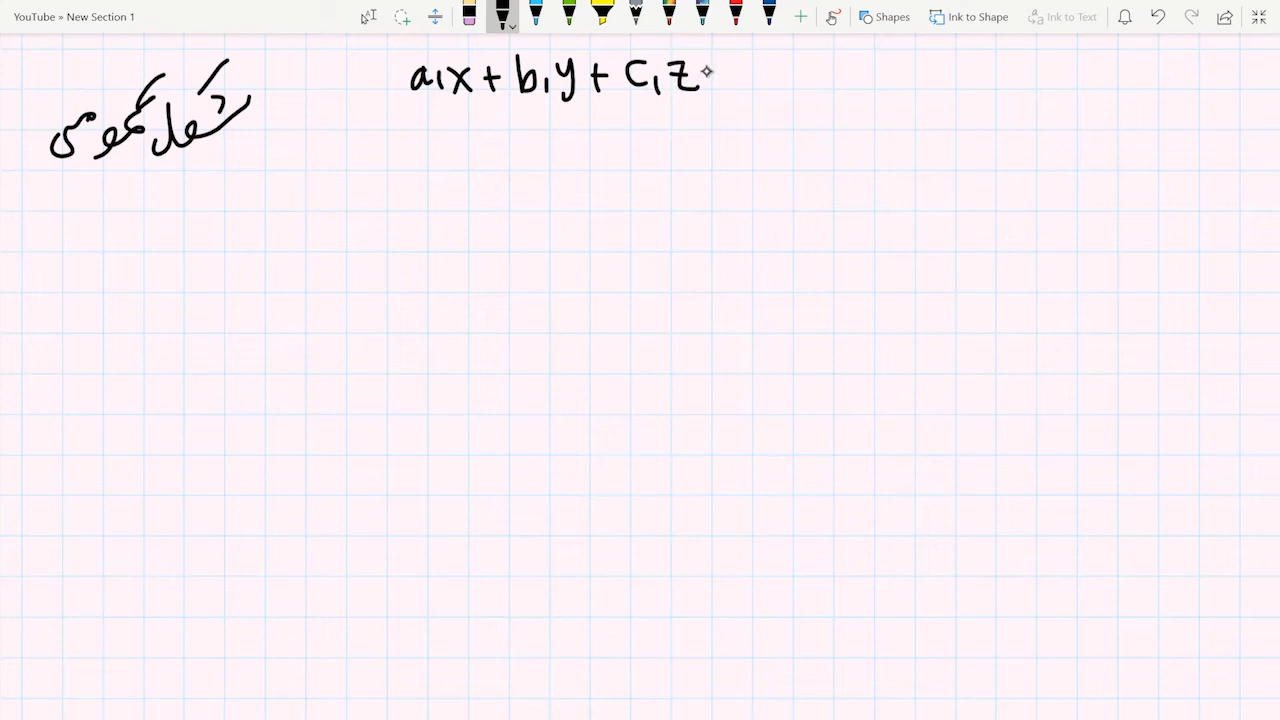 YouTube » New Section 1 Shapes Ink to Shape Ink to Text
a₁x + b₁y + c₁z
شکل عمومی